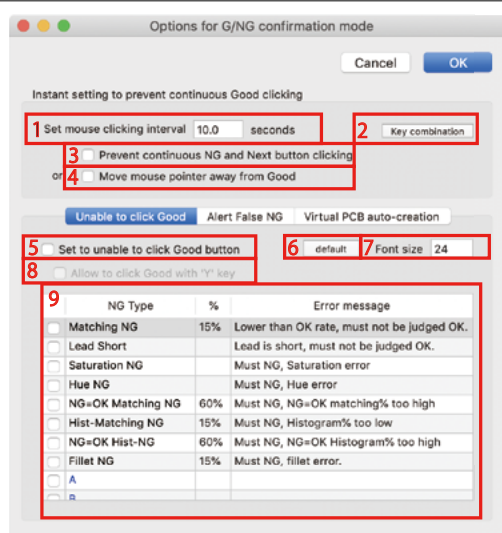 Options for G/NG confirmation mode
Cancel
OK
Instant setting to prevent continuous Good clicking
1 Set mouse clicking interval 10.0 seconds
2 Key combination
3 Prevent continuous NG and Next button clicking
or 4 Move mouse pointer away from Good
Unable to click Good
Alert False NG
Virtual PCB auto-creation
5 Set to unable to click Good button
6 default
7 Font size 24
8 Allow to click Good with 'Y' key
9
NG Type % Error message
Matching NG 15% Lower than OK rate, must not be judged OK.
Lead Short Lead is short, must not be judged OK.
Saturation NG Must NG, Saturation error
Hue NG Must NG, Hue error
NG=OK Matching NG 60% Must NG, NG=OK matching% too high
Hist-Matching NG 15% Must NG, Histogram% too low
NG=OK Hist-NG 60% Must NG, NG=OK Histogram% too high
Fillet NG 15% Must NG, fillet error.
A
B